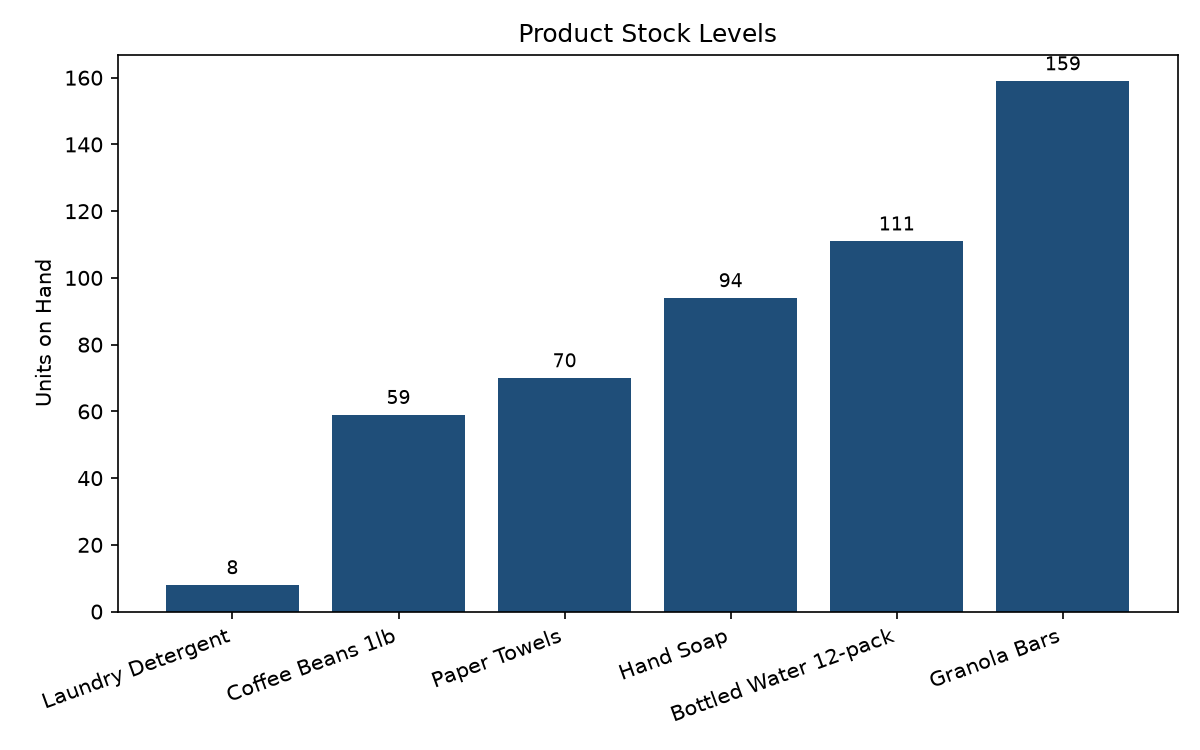 Product Stock Levels
Units on Hand
160
140
120
100
80
60
40
20
0
8
59
70
94
111
159
Laundry Detergent
Coffee Beans 1lb
Paper Towels
Hand Soap
Bottled Water 12-pack
Granola Bars